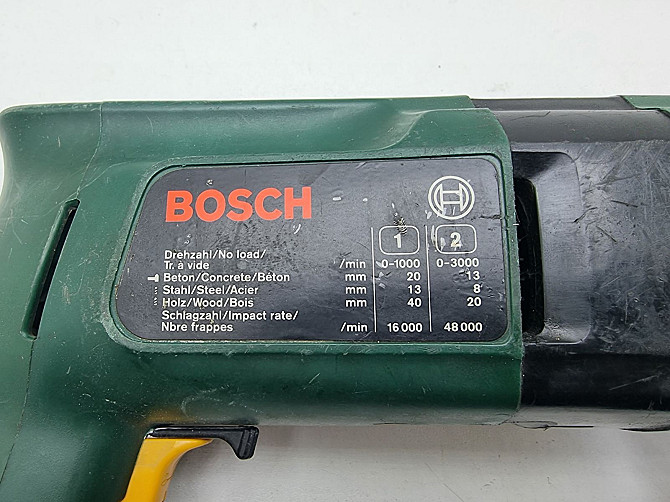 BOSCH
1 2
Drehzahl/No load/
Tr. à vide /min 0-1000 0-3000
Beton/Concrete/Béton mm 20 13
Stahl/Steel/Acier mm 13 8
Holz/Wood/Bois mm 40 20
Schlagzahl/Impact rate/
Nbre frappes /min 16 000 48 000